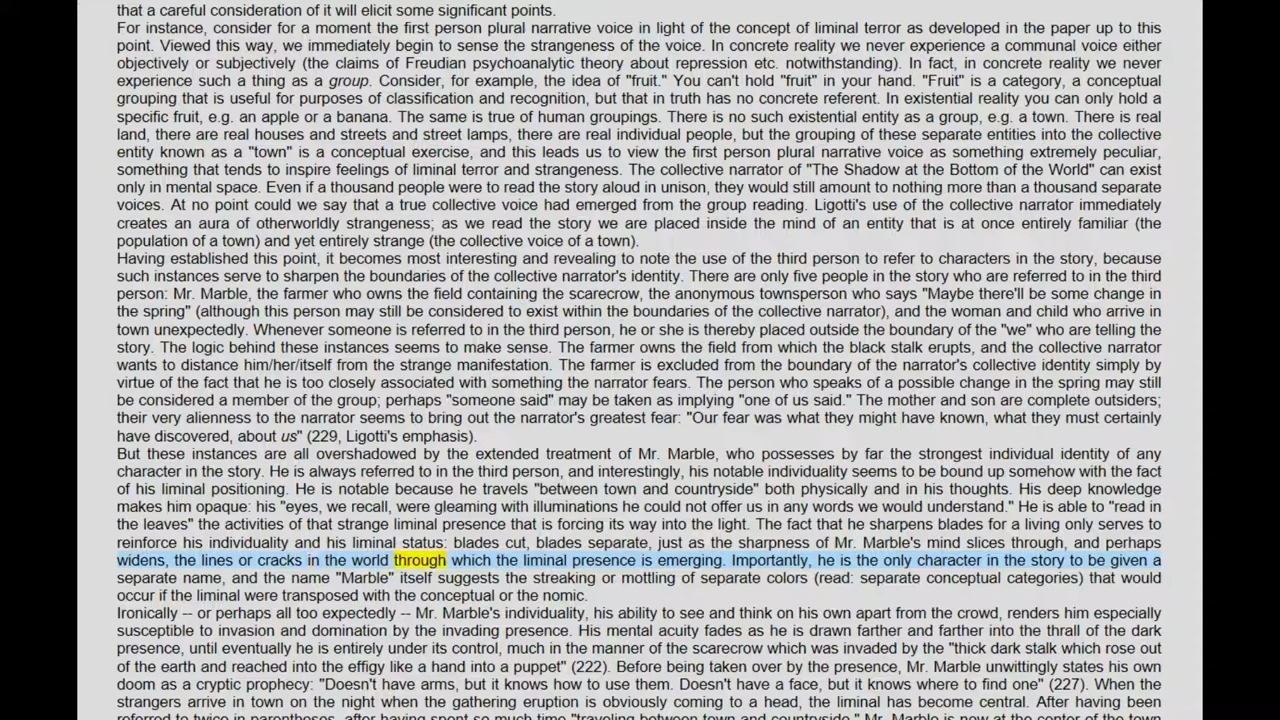 that a careful consideration of it will elicit some significant points.
For instance, consider for a moment the first person plural narrative voice in light of the concept of liminal terror as developed in the paper up to this
point. Viewed this way, we immediately begin to sense the strangeness of the voice. In concrete reality we never experience a communal voice either
objectively or subjectively (the claims of Freudian psychoanalytic theory about repression etc. notwithstanding). In fact, in concrete reality we never
experience such a thing as a group. Consider, for example, the idea of "fruit." You can't hold "fruit" in your hand. "Fruit" is a category, a conceptual
grouping that is useful for purposes of classification and recognition, but that in truth has no concrete referent. In existential reality you can only hold a
specific fruit, e.g. an apple or a banana. The same is true of human groupings. There is no such existential entity as a group, e.g. a town. There is real
land, there are real houses and streets and street lamps, there are real individual people, but the grouping of these separate entities into the collective
entity known as a "town" is a conceptual exercise, and this leads us to view the first person plural narrative voice as something extremely peculiar,
something that tends to inspire feelings of liminal terror and strangeness. The collective narrator of "The Shadow at the Bottom of the World" can exist
only in mental space. Even if a thousand people were to read the story aloud in unison, they would still amount to nothing more than a thousand separate
voices. At no point could we say that a true collective voice had emerged from the group reading. Ligotti's use of the collective narrator immediately
creates an aura of otherworldly strangeness; as we read the story we are placed inside the mind of an entity that is at once entirely familiar (the
population of a town) and yet entirely strange (the collective voice of a town).
Having established this point, it becomes most interesting and revealing to note the use of the third person to refer to characters in the story, because
such instances serve to sharpen the boundaries of the collective narrator's identity. There are only five people in the story who are referred to in the third
person: Mr. Marble, the farmer who owns the field containing the scarecrow, the anonymous townsperson who says "Maybe there'll be some change in
the spring" (although this person may still be considered to exist within the boundaries of the collective narrator), and the woman and child who arrive in
town unexpectedly. Whenever someone is referred to in the third person, he or she is thereby placed outside the boundary of the "we" who are telling the
story. The logic behind these instances seems to make sense. The farmer owns the field from which the black stalk erupts, and the collective narrator
wants to distance him/her/itself from the strange manifestation. The farmer is excluded from the boundary of the narrator's collective identity simply by
virtue of the fact that he is too closely associated with something the narrator fears. The person who speaks of a possible change in the spring may still
be considered a member of the group; perhaps "someone said" may be taken as implying "one of us said." The mother and son are complete outsiders;
their very alienness to the narrator seems to bring out the narrator's greatest fear: "Our fear was what they might have known, what they must certainly
have discovered, about us" (229, Ligotti's emphasis).
But these instances are all overshadowed by the extended treatment of Mr. Marble, who possesses by far the strongest individual identity of any
character in the story. He is always referred to in the third person, and interestingly, his notable individuality seems to be bound up somehow with the fact
of his liminal positioning. He is notable because he travels "between town and countryside" both physically and in his thoughts. His deep knowledge
makes him opaque: his "eyes, we recall, were gleaming with illuminations he could not offer us in any words we would understand." He is able to "read in
the leaves" the activities of that strange liminal presence that is forcing its way into the light. The fact that he sharpens blades for a living only serves to
reinforce his individuality and his liminal status: blades cut, blades separate, just as the sharpness of Mr. Marble's mind slices through, and perhaps
widens, the lines or cracks in the world through which the liminal presence is emerging. Importantly, he is the only character in the story to be given a
separate name, and the name "Marble" itself suggests the streaking or mottling of separate colors (read: separate conceptual categories) that would
occur if the liminal were transposed with the conceptual or the nomic.
Ironically -- or perhaps all too expectedly -- Mr. Marble's individuality, his ability to see and think on his own apart from the crowd, renders him especially
susceptible to invasion and domination by the invading presence. His mental acuity fades as he is drawn farther and farther into the thrall of the dark
presence, until eventually he is entirely under its control, much in the manner of the scarecrow which was invaded by the "thick dark stalk which rose out
of the earth and reached into the effigy like a hand into a puppet" (222). Before being taken over by the presence, Mr. Marble unwittingly states his own
doom as a cryptic prophecy: "Doesn't have arms, but it knows how to use them. Doesn't have a face, but it knows where to find one" (227). When the
strangers arrive in town on the night when the gathering eruption is obviously coming to a head, the liminal has become central. After having been
referred to twice in parentheses, after having spent so much time "traveling between town and countryside," Mr. Marble is now at the center of the town